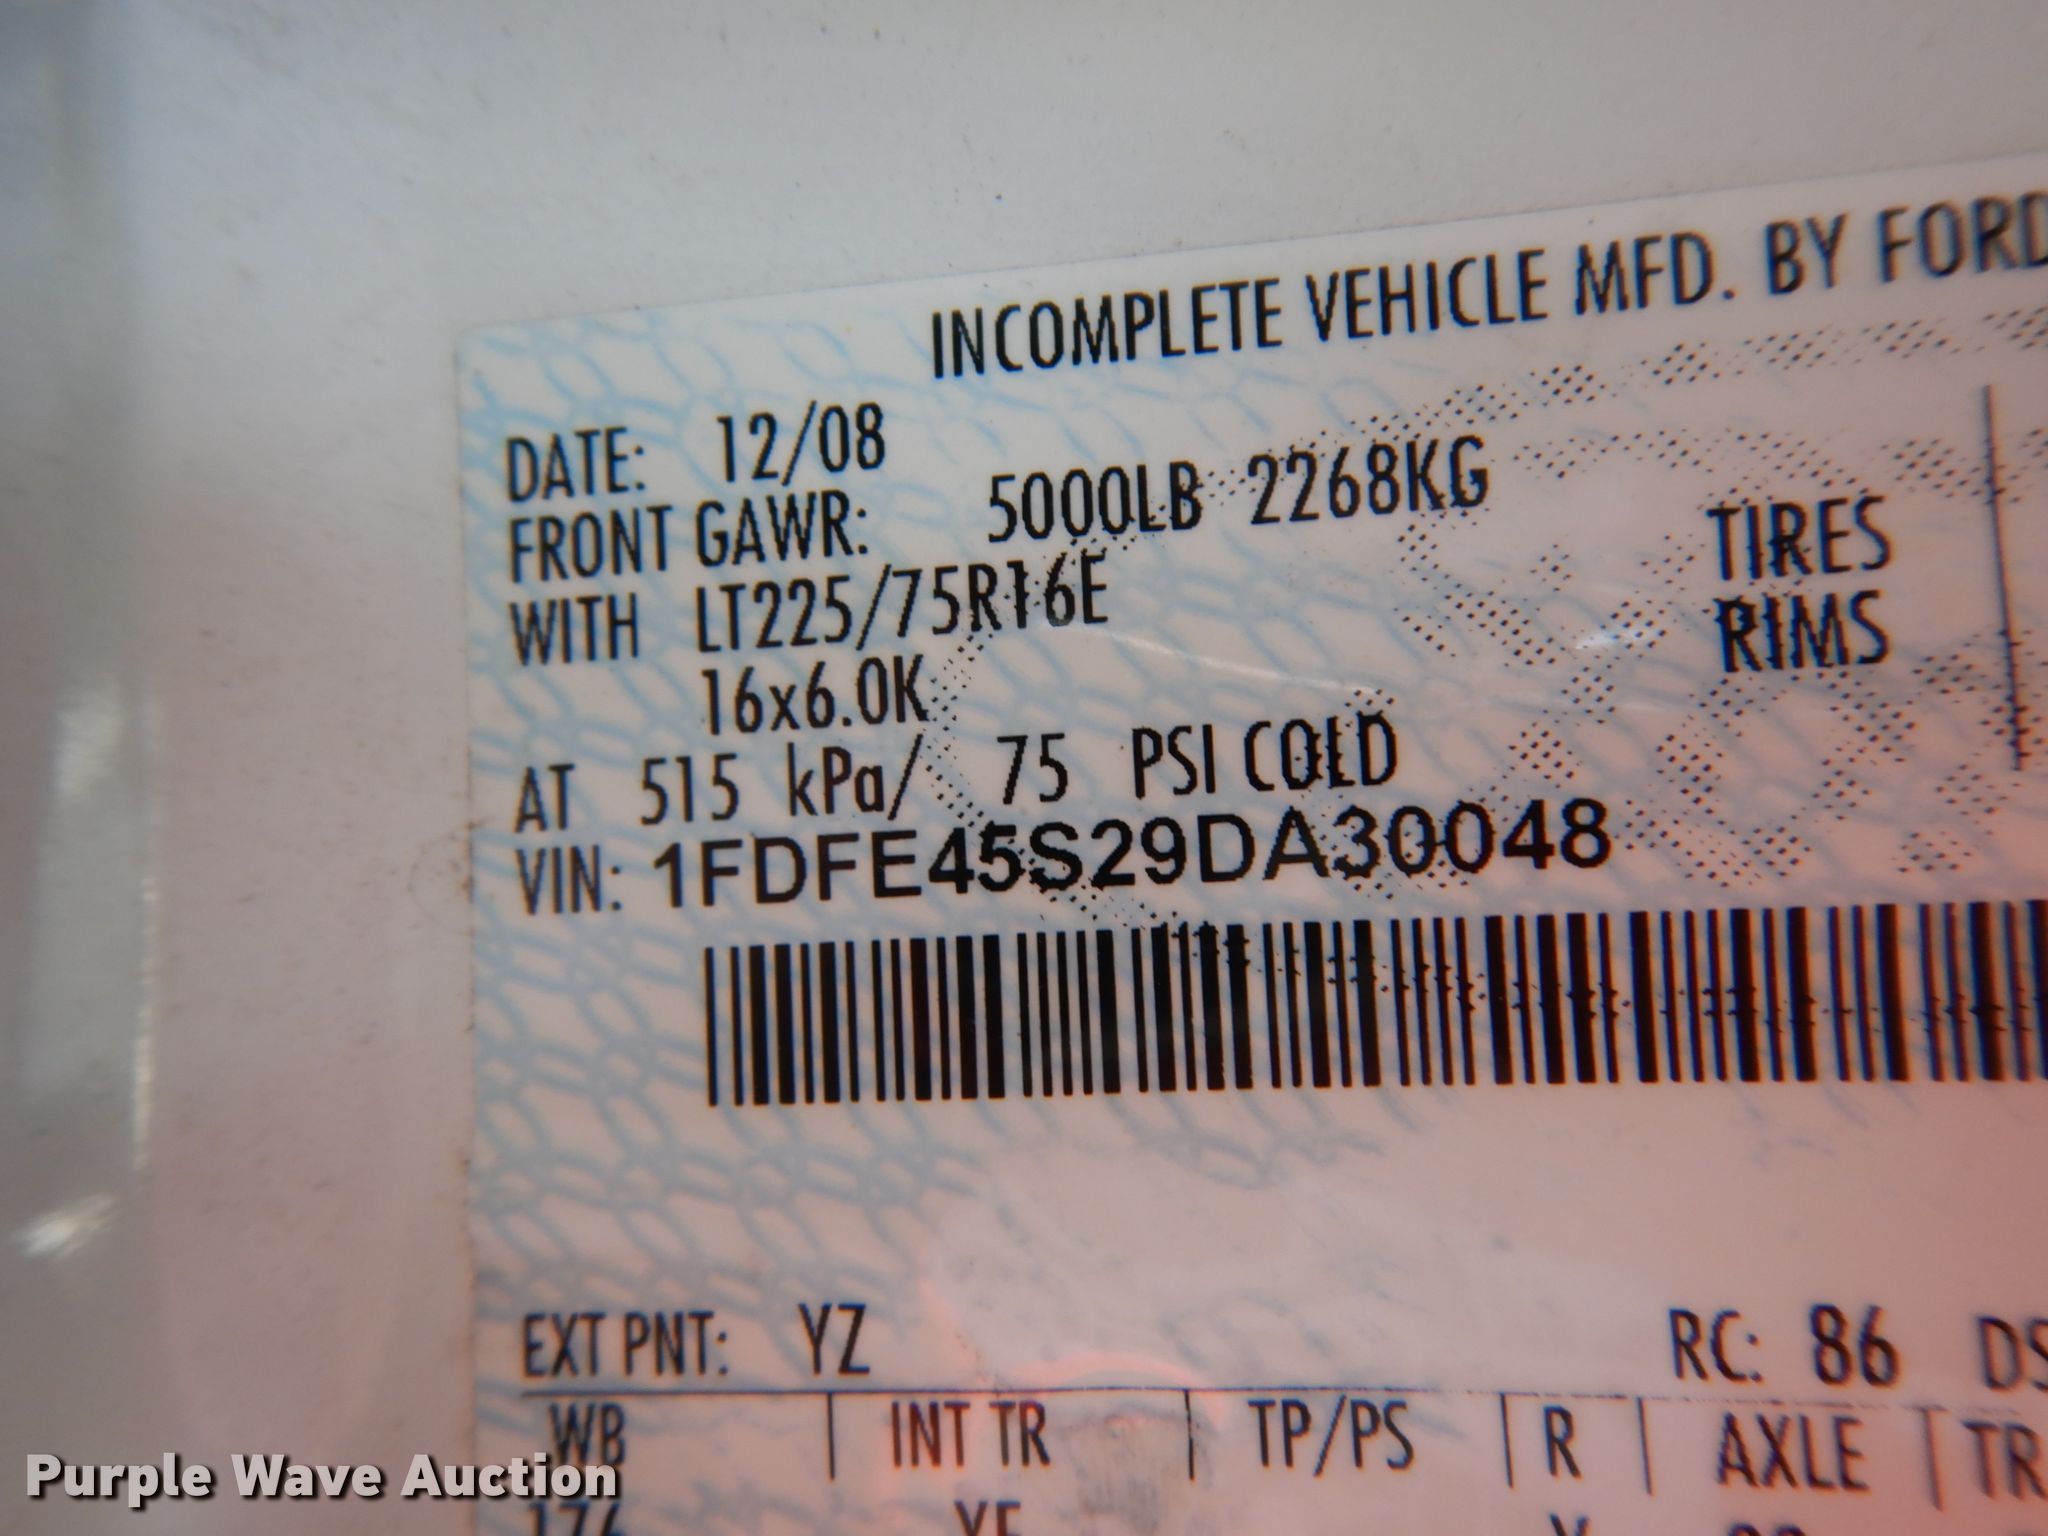 INCOMPLETE VEHICLE MFD. BY FORD
DATE: 12/08
FRONT GAWR: 5000LB 2268KG
WITH LT225/75R16E TIRES
16x6.0K RIMS
AT 515 kPa/ 75 PSI COLD
VIN: 1FDFE45S29DA30048
EXT PNT: YZ RC: 86 DS
WB INT TR TP/PS R AXLE TR
Purple Wave Auction